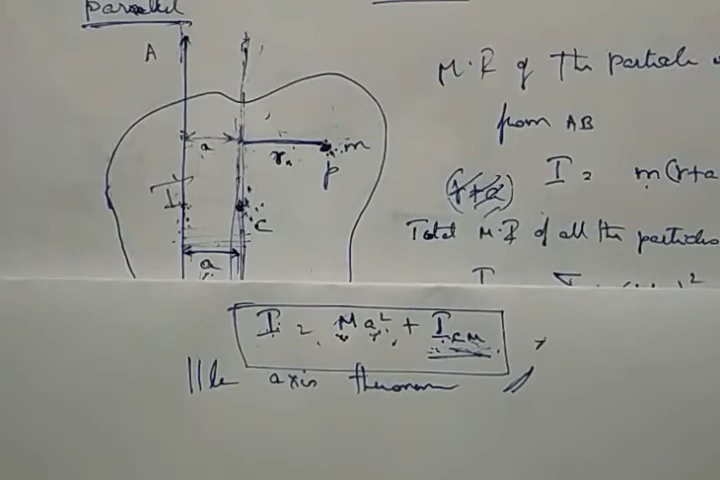 Parallel
A
M.I of the particle
from AB
a
r
m
P
(r+a)
I = m(r+a
I
C
Total M.I of all the particles
a
I
I = Ma² + I_CM
||le axis theorem